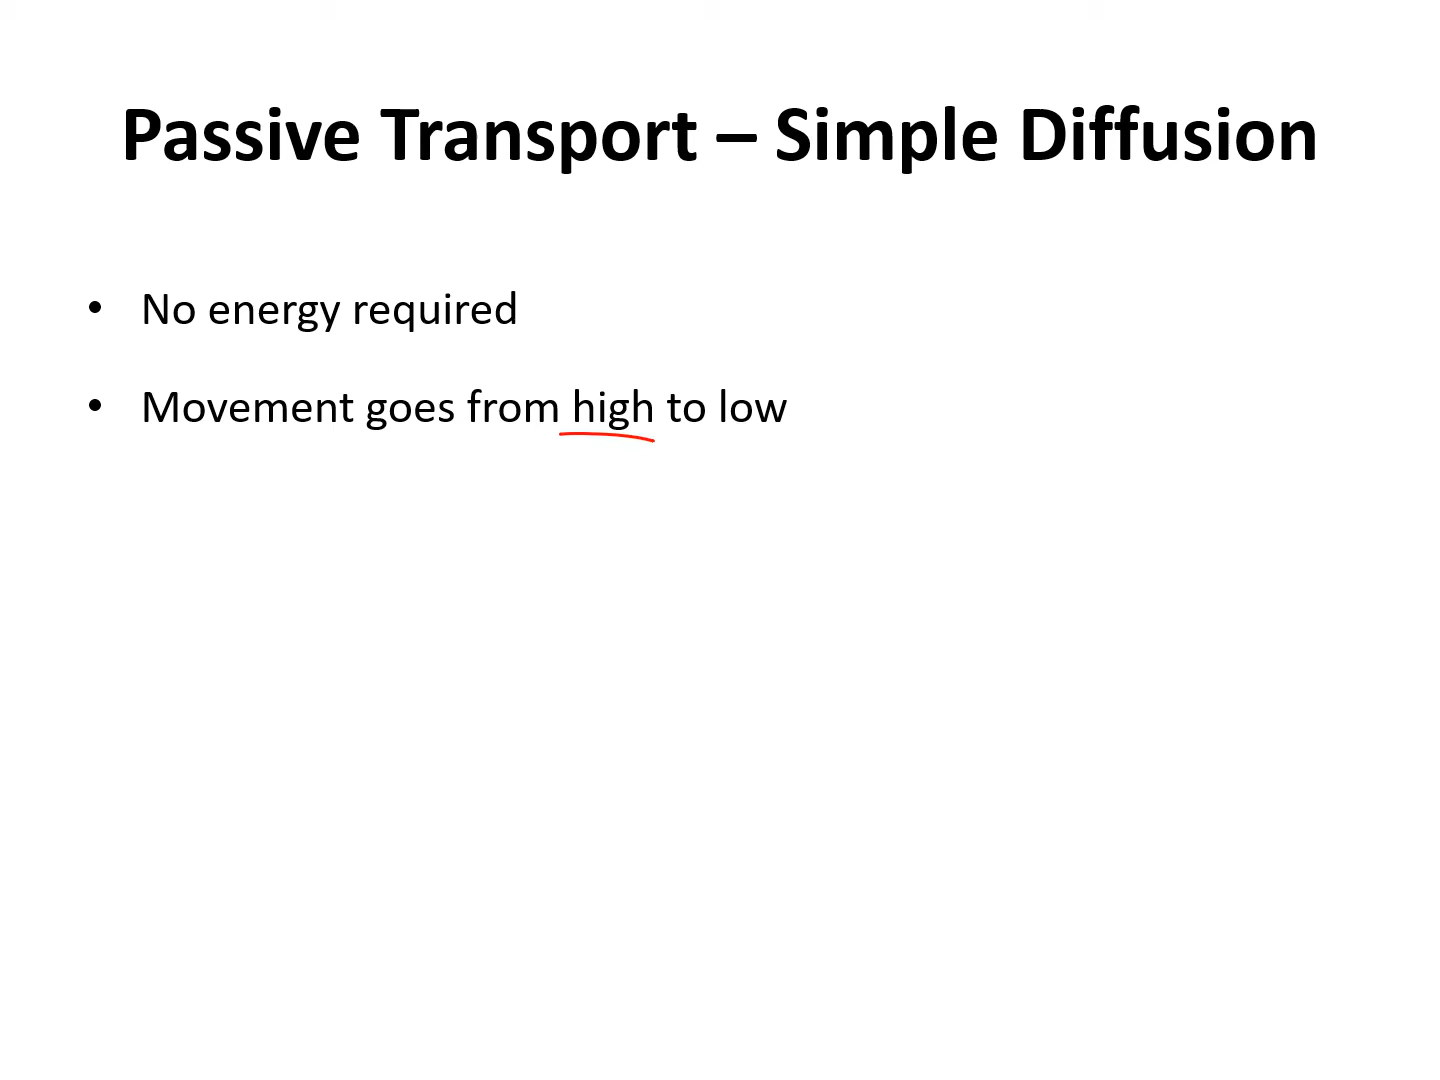 Passive Transport – Simple Diffusion
• No energy required
• Movement goes from high to low